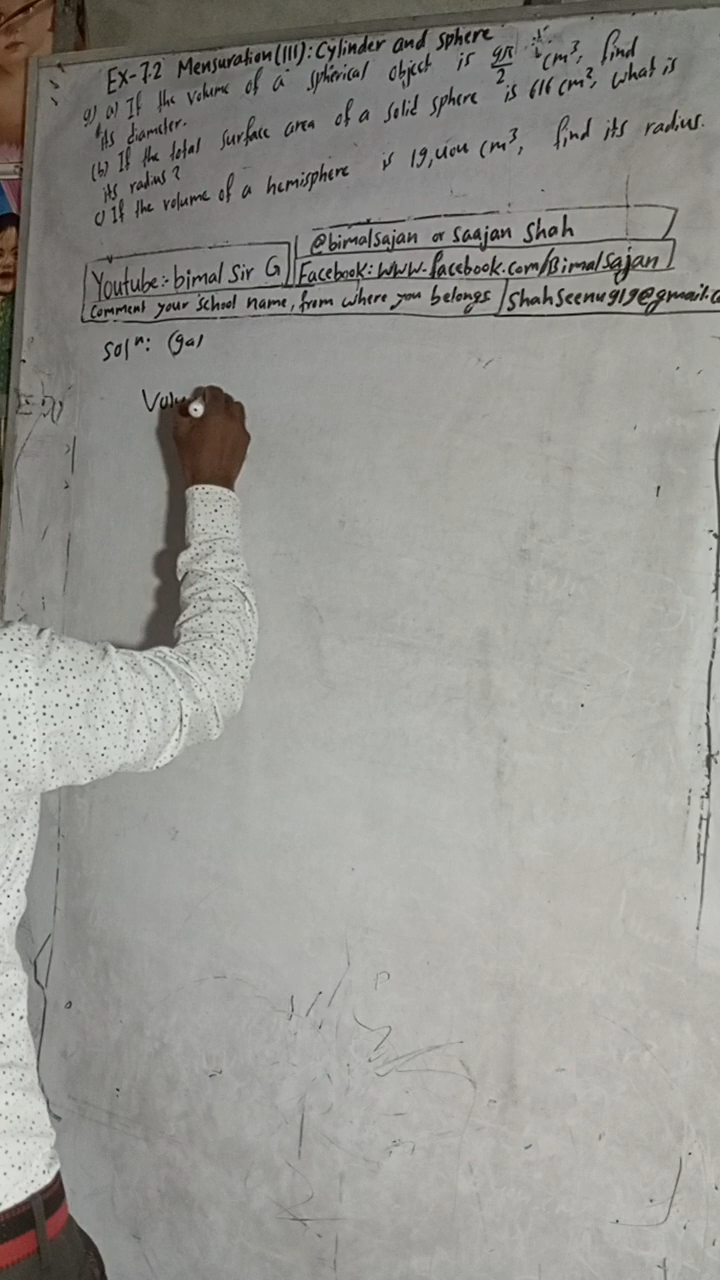 EX-7.2 Mensuration(III): Cylinder and sphere
9) a) If the volume of a spherical object is 9π/2 cm³, find
its diameter.
(b) If the total surface area of a solid sphere is 616 cm², what is
its radius?
c) If the volume of a hemisphere is 19,404 cm³, find its radius.
@bimalsajan or Saajan Shah
Youtube:- bimal Sir G
Facebook: www.facebook.com/Bimalsajan
Comment your school name, from where you belongs
Shahseenu919@gmail.c
Solⁿ: (9a)
Volu